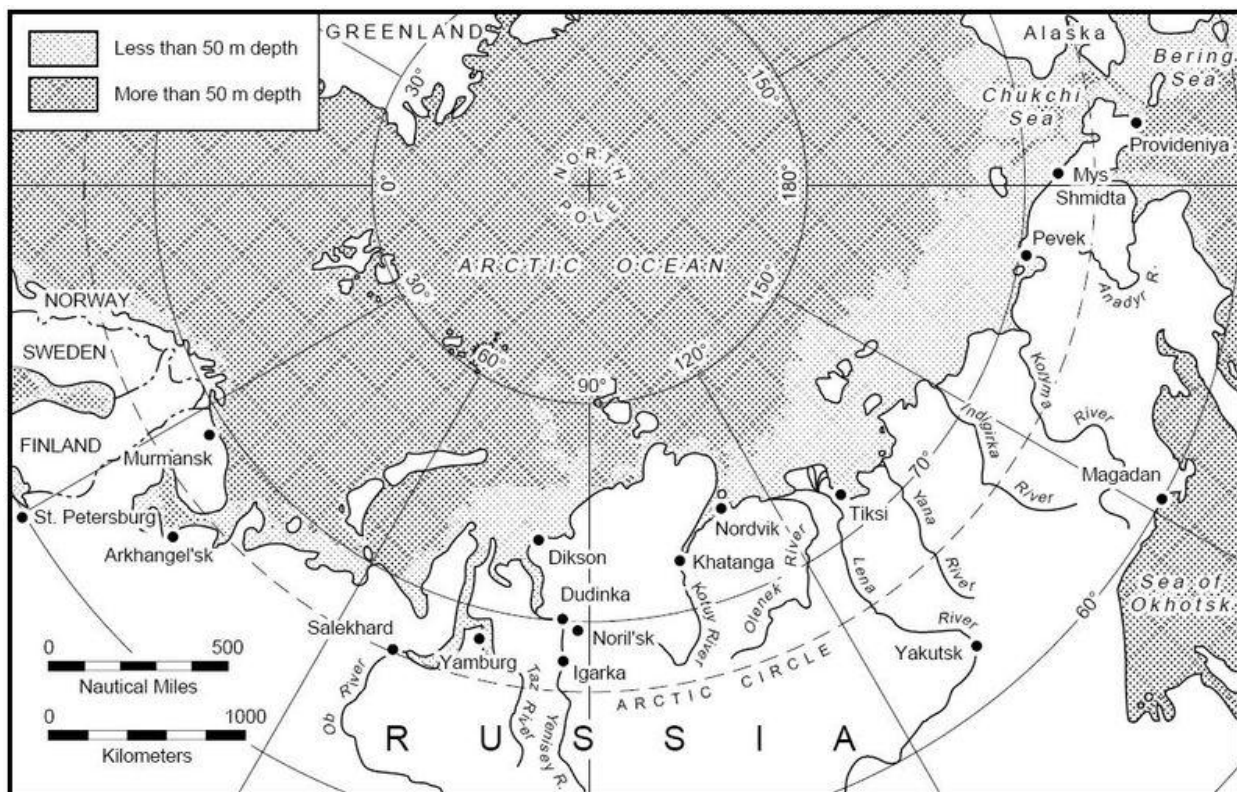 Less than 50 m depth
More than 50 m depth
GREENLAND
Alaska
Bering
Sea
Chukchi
Sea
30°
150°
Provideniya
NORTH
POLE
0°
180°
Mys
Shmidta
Pevek
ARCTIC OCEAN
30°
150°
Anadyr R.
NORWAY
SWEDEN
60°
90°
120°
Kolyma
River
Indigirka
River
FINLAND
Murmansk
70°
Magadan
St. Petersburg
Arkhangel'sk
Dikson
Nordvik
Tiksi
Yana
River
Khatanga
Olenek
River
Lena
River
Kotuy River
Dudinka
Sea of
Okhotsk
60°
Salekhard
Noril'sk
Yamburg
Igarka
Yakutsk
ARCTIC CIRCLE
Ob River
Taz
River
Yenisey R.
RUSSIA
0 500
Nautical Miles
0 1000
Kilometers